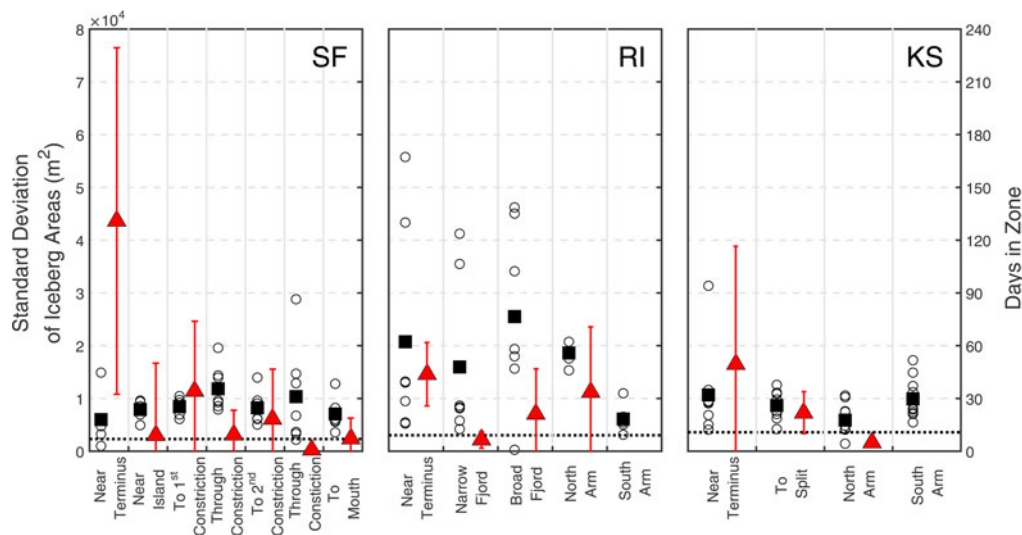 ×10⁴
8
7
6
5
4
3
2
1
0
Standard Deviation
of Iceberg Areas (m²)
SF
RI
KS
240
210
180
150
120
90
60
30
0
Days in Zone
Near
Terminus
Near
Island
To 1ˢᵗ
Constriction
Through
Constriction
To 2ⁿᵈ
Constriction
Through
Constiction
To
Mouth
Near
Terminus
Narrow
Fjord
Broad
Fjord
North
Arm
South
Arm
Near
Terminus
To
Split
North
Arm
South
Arm